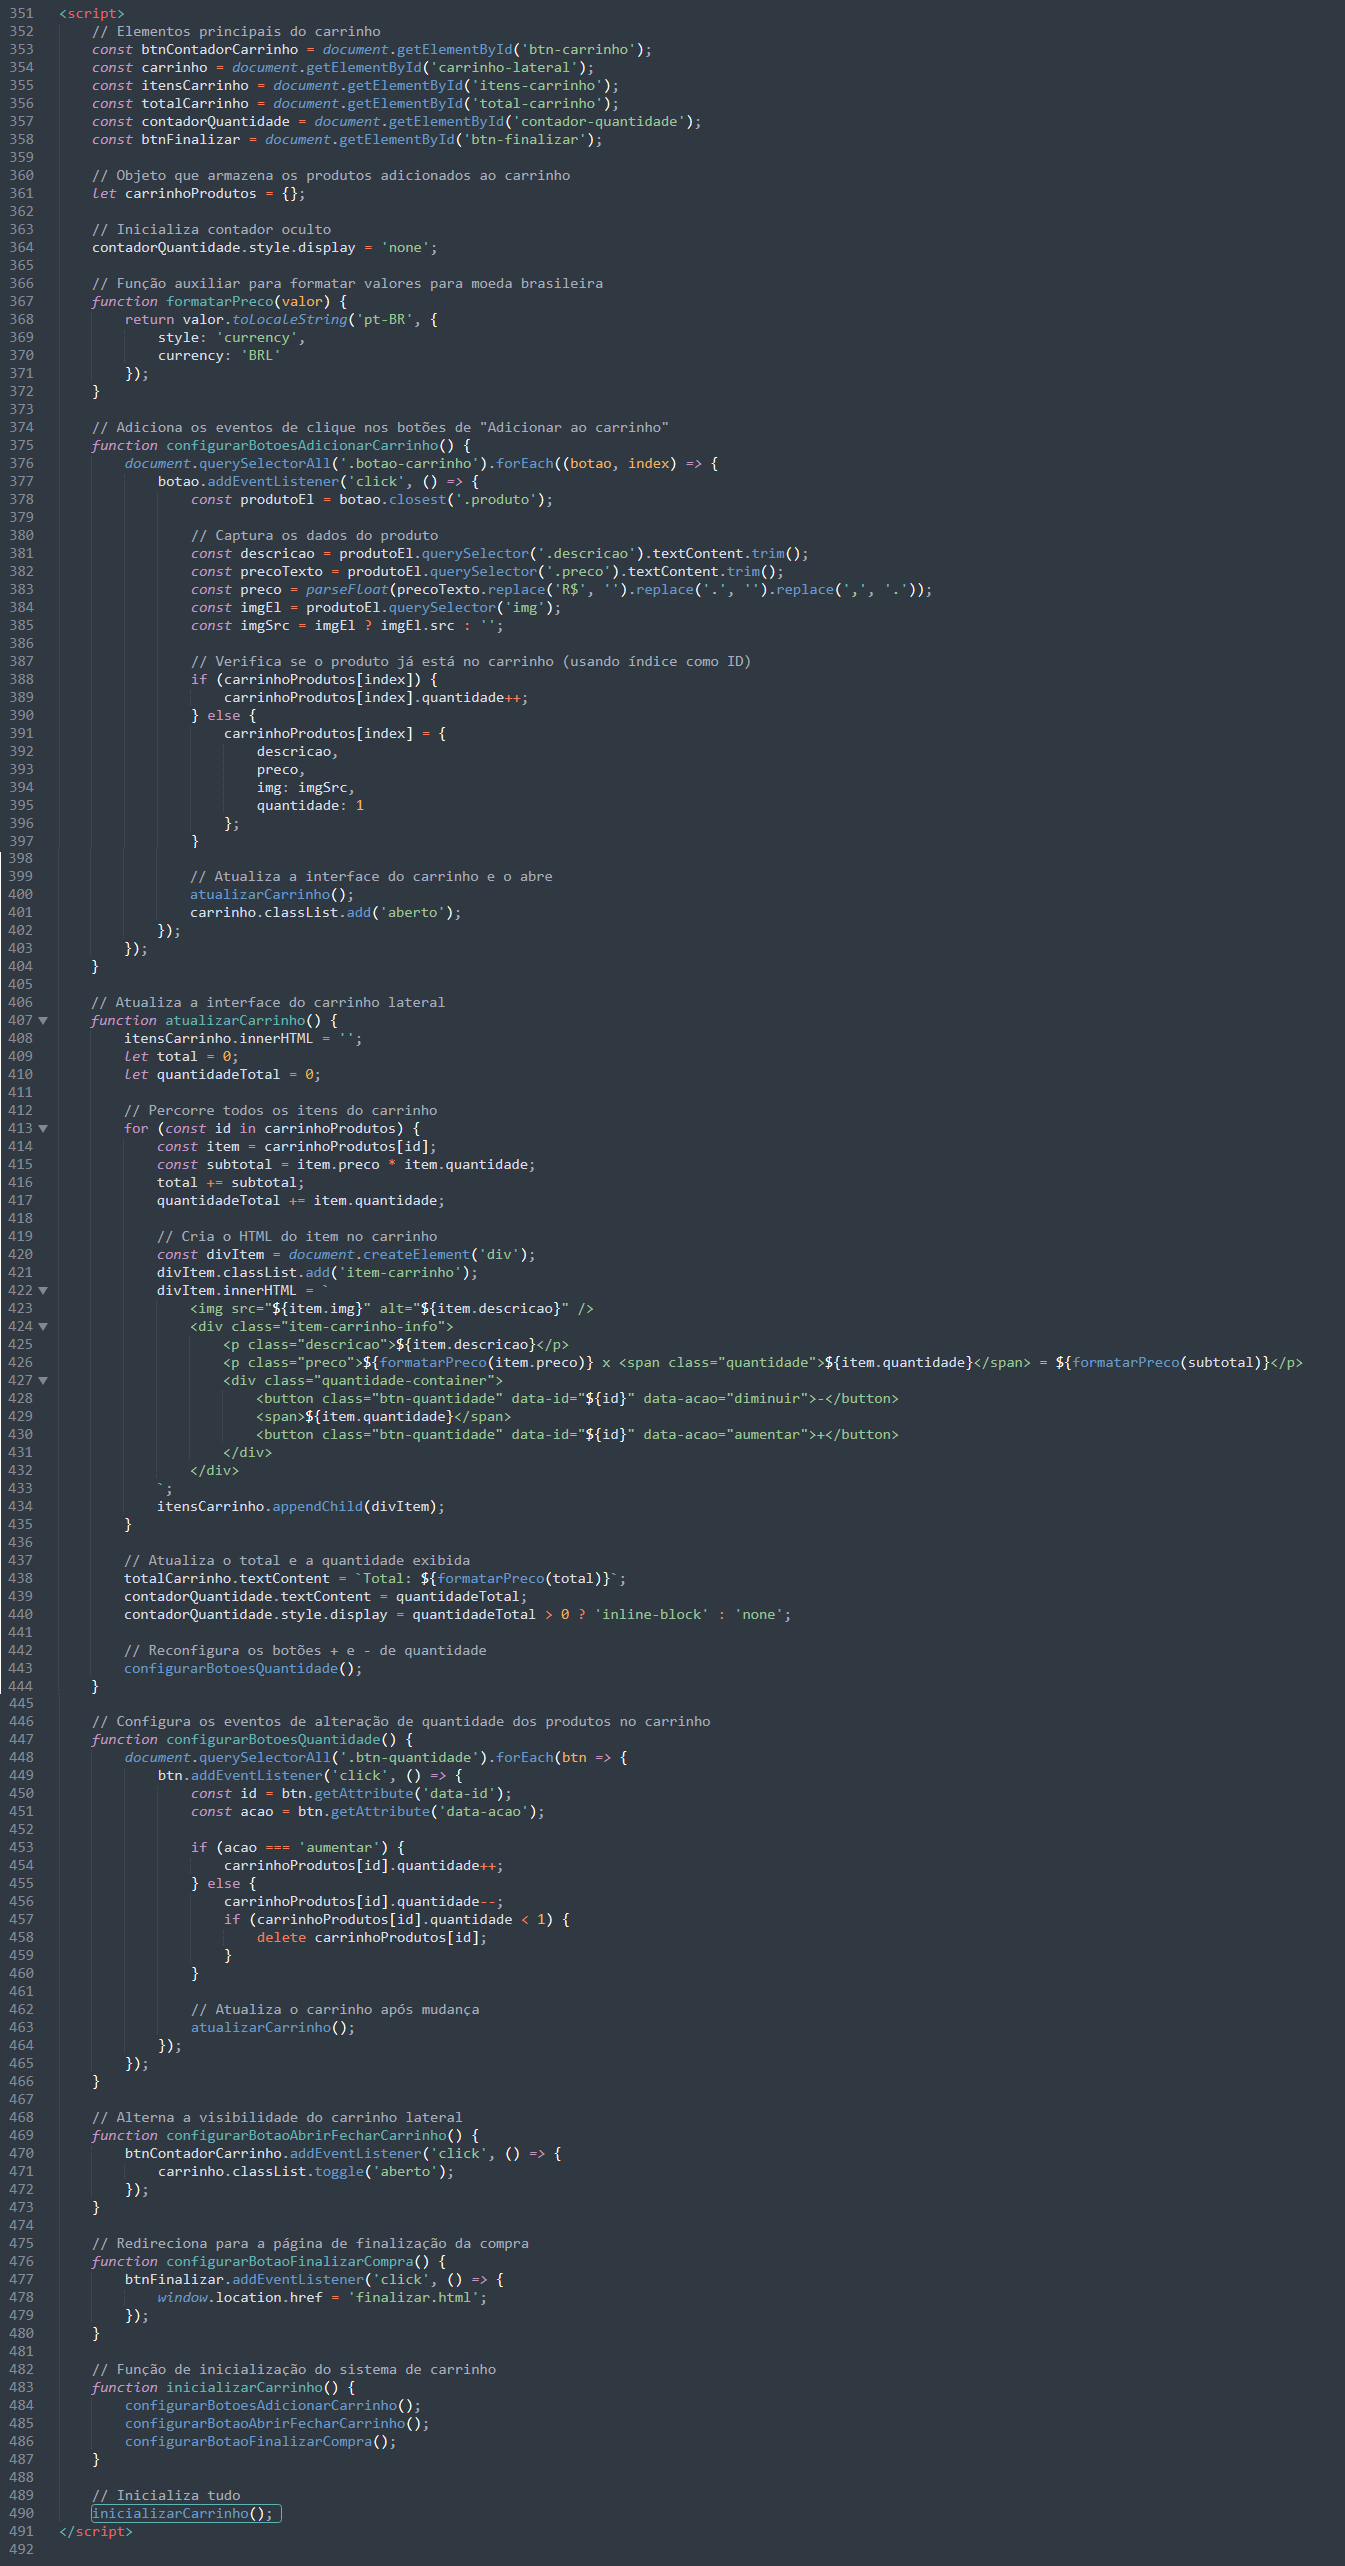 351 <script>
352     // Elementos principais do carrinho
353     const btnContadorCarrinho = document.getElementById('btn-carrinho');
354     const carrinho = document.getElementById('carrinho-lateral');
355     const itensCarrinho = document.getElementById('itens-carrinho');
356     const totalCarrinho = document.getElementById('total-carrinho');
357     const contadorQuantidade = document.getElementById('contador-quantidade');
358     const btnFinalizar = document.getElementById('btn-finalizar');
359
360     // Objeto que armazena os produtos adicionados ao carrinho
361     let carrinhoProdutos = {};
362
363     // Inicializa contador oculto
364     contadorQuantidade.style.display = 'none';
365
366     // Função auxiliar para formatar valores para moeda brasileira
367     function formatarPreco(valor) {
368         return valor.toLocaleString('pt-BR', {
369             style: 'currency',
370             currency: 'BRL'
371         });
372     }
373
374     // Adiciona os eventos de clique nos botões de "Adicionar ao carrinho"
375     function configurarBotoesAdicionarCarrinho() {
376         document.querySelectorAll('.botao-carrinho').forEach((botao, index) => {
377             botao.addEventListener('click', () => {
378                 const produtoEl = botao.closest('.produto');
379
380                 // Captura os dados do produto
381                 const descricao = produtoEl.querySelector('.descricao').textContent.trim();
382                 const precoTexto = produtoEl.querySelector('.preco').textContent.trim();
383                 const preco = parseFloat(precoTexto.replace('R$', '').replace('.', '').replace(',', '.'));
384                 const imgEl = produtoEl.querySelector('img');
385                 const imgSrc = imgEl ? imgEl.src : '';
386
387                 // Verifica se o produto já está no carrinho (usando índice como ID)
388                 if (carrinhoProdutos[index]) {
389                     carrinhoProdutos[index].quantidade++;
390                 } else {
391                     carrinhoProdutos[index] = {
392                         descricao,
393                         preco,
394                         img: imgSrc,
395                         quantidade: 1
396                     };
397                 }
398
399                 // Atualiza a interface do carrinho e o abre
400                 atualizarCarrinho();
401                 carrinho.classList.add('aberto');
402             });
403         });
404     }
405
406     // Atualiza a interface do carrinho lateral
407     function atualizarCarrinho() {
408         itensCarrinho.innerHTML = '';
409         let total = 0;
410         let quantidadeTotal = 0;
411
412         // Percorre todos os itens do carrinho
413         for (const id in carrinhoProdutos) {
414             const item = carrinhoProdutos[id];
415             const subtotal = item.preco * item.quantidade;
416             total += subtotal;
417             quantidadeTotal += item.quantidade;
418
419             // Cria o HTML do item no carrinho
420             const divItem = document.createElement('div');
421             divItem.classList.add('item-carrinho');
422             divItem.innerHTML = `
423                 <img src="${item.img}" alt="${item.descricao}" />
424                 <div class="item-carrinho-info">
425                     <p class="descricao">${item.descricao}</p>
426                     <p class="preco">${formatarPreco(item.preco)} x <span class="quantidade">${item.quantidade}</span> = ${formatarPreco(subtotal)}</p>
427                     <div class="quantidade-container">
428                         <button class="btn-quantidade" data-id="${id}" data-acao="diminuir">-</button>
429                         <span>${item.quantidade}</span>
430                         <button class="btn-quantidade" data-id="${id}" data-acao="aumentar">+</button>
431                     </div>
432                 </div>
433             `;
434             itensCarrinho.appendChild(divItem);
435         }
436
437         // Atualiza o total e a quantidade exibida
438         totalCarrinho.textContent = `Total: ${formatarPreco(total)}`;
439         contadorQuantidade.textContent = quantidadeTotal;
440         contadorQuantidade.style.display = quantidadeTotal > 0 ? 'inline-block' : 'none';
441
442         // Reconfigura os botões + e - de quantidade
443         configurarBotoesQuantidade();
444     }
445
446     // Configura os eventos de alteração de quantidade dos produtos no carrinho
447     function configurarBotoesQuantidade() {
448         document.querySelectorAll('.btn-quantidade').forEach(btn => {
449             btn.addEventListener('click', () => {
450                 const id = btn.getAttribute('data-id');
451                 const acao = btn.getAttribute('data-acao');
452
453                 if (acao === 'aumentar') {
454                     carrinhoProdutos[id].quantidade++;
455                 } else {
456                     carrinhoProdutos[id].quantidade--;
457                     if (carrinhoProdutos[id].quantidade < 1) {
458                         delete carrinhoProdutos[id];
459                     }
460                 }
461
462                 // Atualiza o carrinho após mudança
463                 atualizarCarrinho();
464             });
465         });
466     }
467
468     // Alterna a visibilidade do carrinho lateral
469     function configurarBotaoAbrirFecharCarrinho() {
470         btnContadorCarrinho.addEventListener('click', () => {
471             carrinho.classList.toggle('aberto');
472         });
473     }
474
475     // Redireciona para a página de finalização da compra
476     function configurarBotaoFinalizarCompra() {
477         btnFinalizar.addEventListener('click', () => {
478             window.location.href = 'finalizar.html';
479         });
480     }
481
482     // Função de inicialização do sistema de carrinho
483     function inicializarCarrinho() {
484         configurarBotoesAdicionarCarrinho();
485         configurarBotaoAbrirFecharCarrinho();
486         configurarBotaoFinalizarCompra();
487     }
488
489     // Inicializa tudo
490     inicializarCarrinho();
491 </script>
492